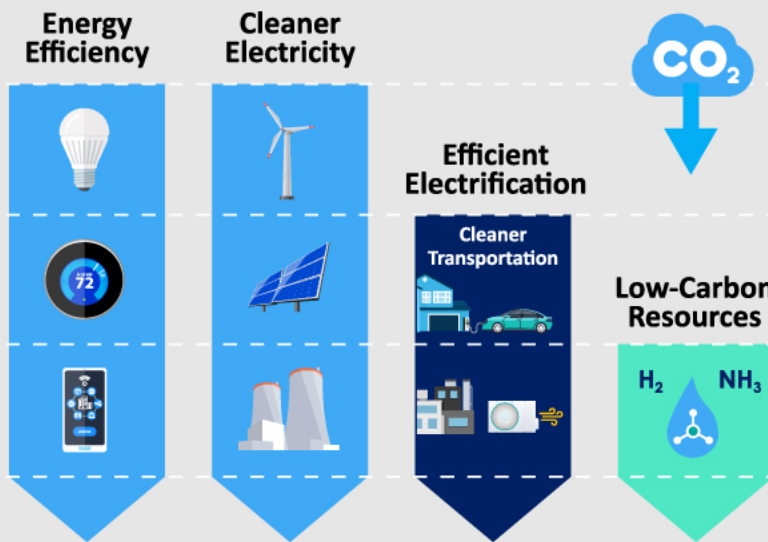 Energy
Efficiency
Cleaner
Electricity
CO₂
Efficient
Electrification
Cleaner
Transportation
72
Low-Carbon
Resources
H₂
NH₃